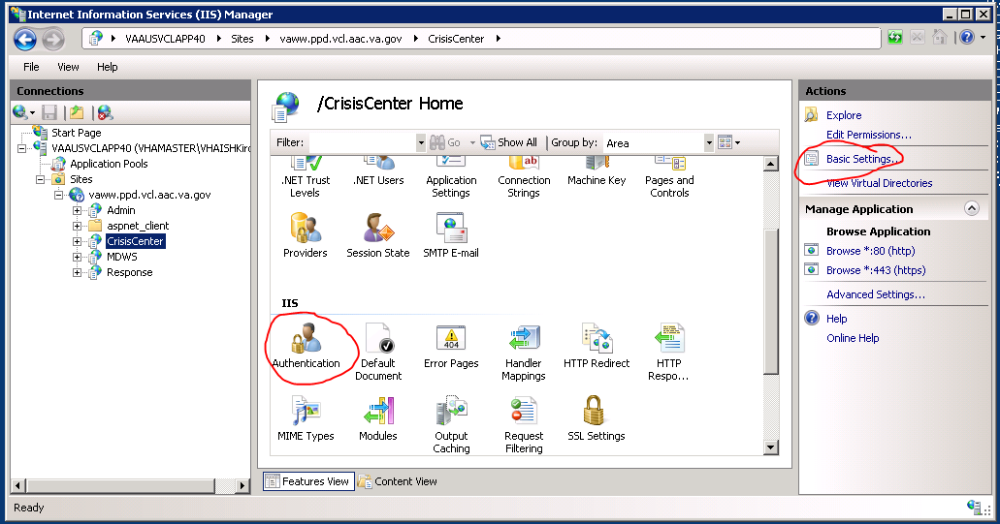 Internet Information Services (IIS) Manager
VAAUSVCLAPP40 Sites vaww.ppd.vcl.aac.va.gov CrisisCenter
File View Help
Connections
Start Page
VAAUSVCLAPP40 (VHAMASTER\VHAISHKir
Application Pools
Sites
vaww.ppd.vcl.aac.va.gov
Admin
aspnet_client
CrisisCenter
MDWS
Response
/CrisisCenter Home
Filter: Go Show All Group by: Area
.NET Trust Levels
.NET Users
Application Settings
ab
Connection Strings
Machine Key
Pages and Controls
Providers
Session State
SMTP E-mail
IIS
Authentication
Default Document
404
Error Pages
Handler Mappings
HTTP Redirect
HTTP Respo...
MIME Types
Modules
Output Caching
Request Filtering
SSL Settings
Features View Content View
Actions
Explore
Edit Permissions...
Basic Settings...
View Virtual Directories
Manage Application
Browse Application
Browse *:80 (http)
Browse *:443 (https)
Advanced Settings...
Help
Online Help
Ready